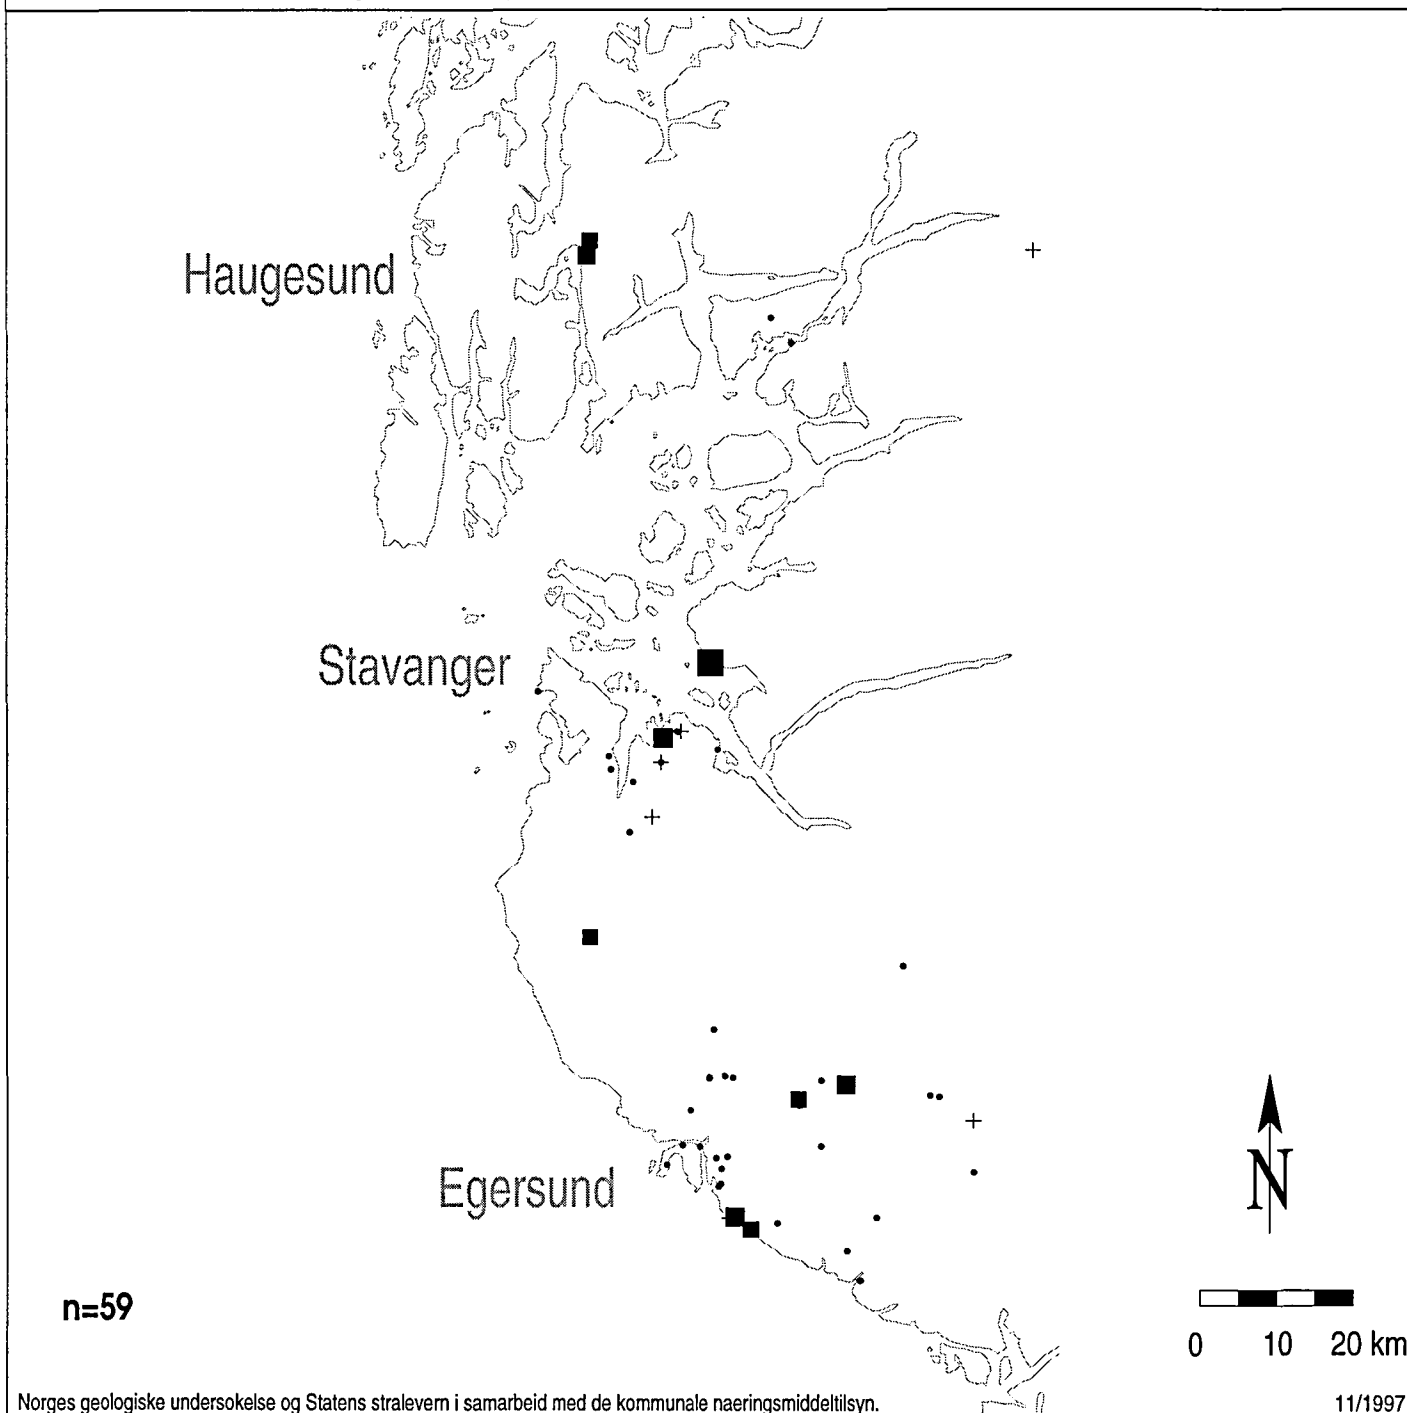 Haugesund
Stavanger
Egersund
N
n=59
0 10 20 km
Norges geologiske undersokelse og Statens stralevern i samarbeid med de kommunale naeringsmiddeltilsyn. 11/1997